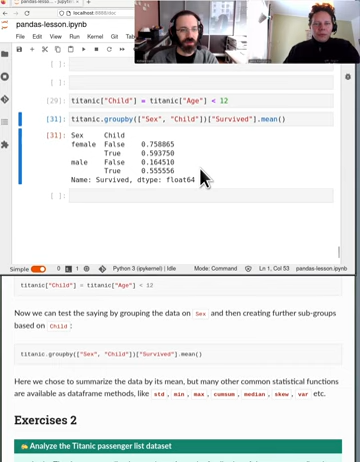 pandas-lesson.ipynb
localhost:8888/doc
File Edit View Run Kernel
[ ]:
[ ]:
[29]: titanic["Child"] = titanic["Age"] < 12
[31]: titanic.groupby(["Sex", "Child"])["Survived"].mean()
[31]: Sex Child
female False 0.758865
True 0.593750
male False 0.164510
True 0.555556
Name: Survived, dtype: float64
[ ]:
Simple 0 1 Python 3 (ipykernel) | Idle Mode: Command Ln 1, Col 53 pandas-lesson.ipynb
titanic["Child"] = titanic["Age"] < 12
Now we can test the saying by grouping the data on Sex and then creating further sub-groups
based on Child :
titanic.groupby(["Sex", "Child"])["Survived"].mean()
Here we chose to summarize the data by its mean, but many other common statistical functions
are available as dataframe methods, like std , min , max , cumsum , median , skew , var etc.
Exercises 2
Analyze the Titanic passenger list dataset